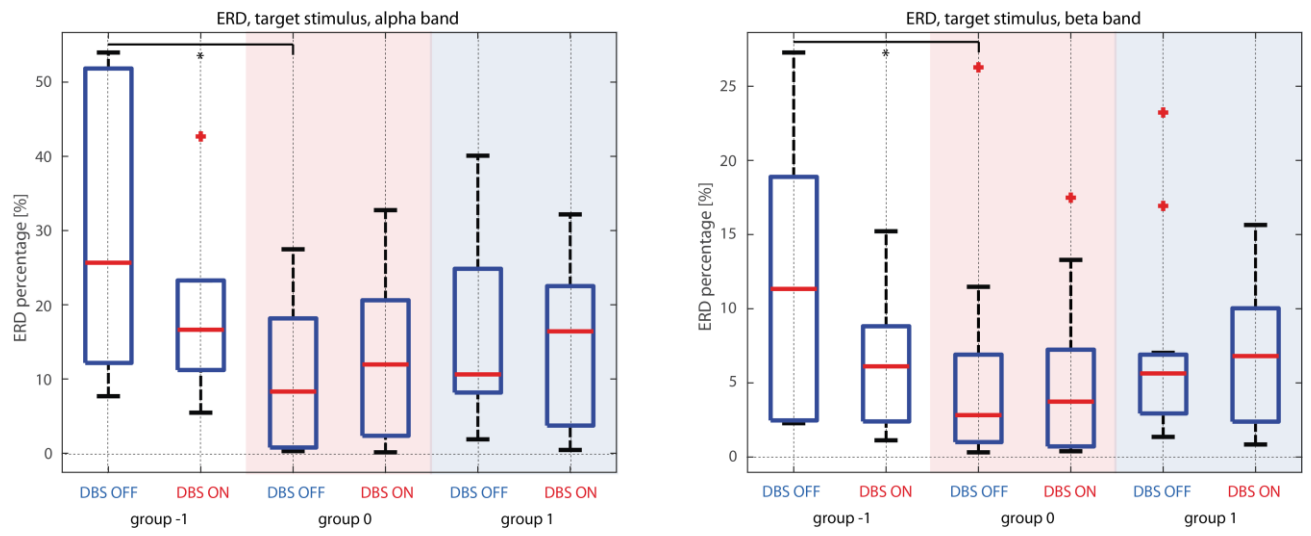 ERD, target stimulus, alpha band
ERD percentage [%]
50
40
30
20
10
0
*
DBS OFF DBS ON DBS OFF DBS ON DBS OFF DBS ON
group -1 group 0 group 1
ERD, target stimulus, beta band
ERD percentage [%]
25
20
15
10
5
0
*
DBS OFF DBS ON DBS OFF DBS ON DBS OFF DBS ON
group -1 group 0 group 1